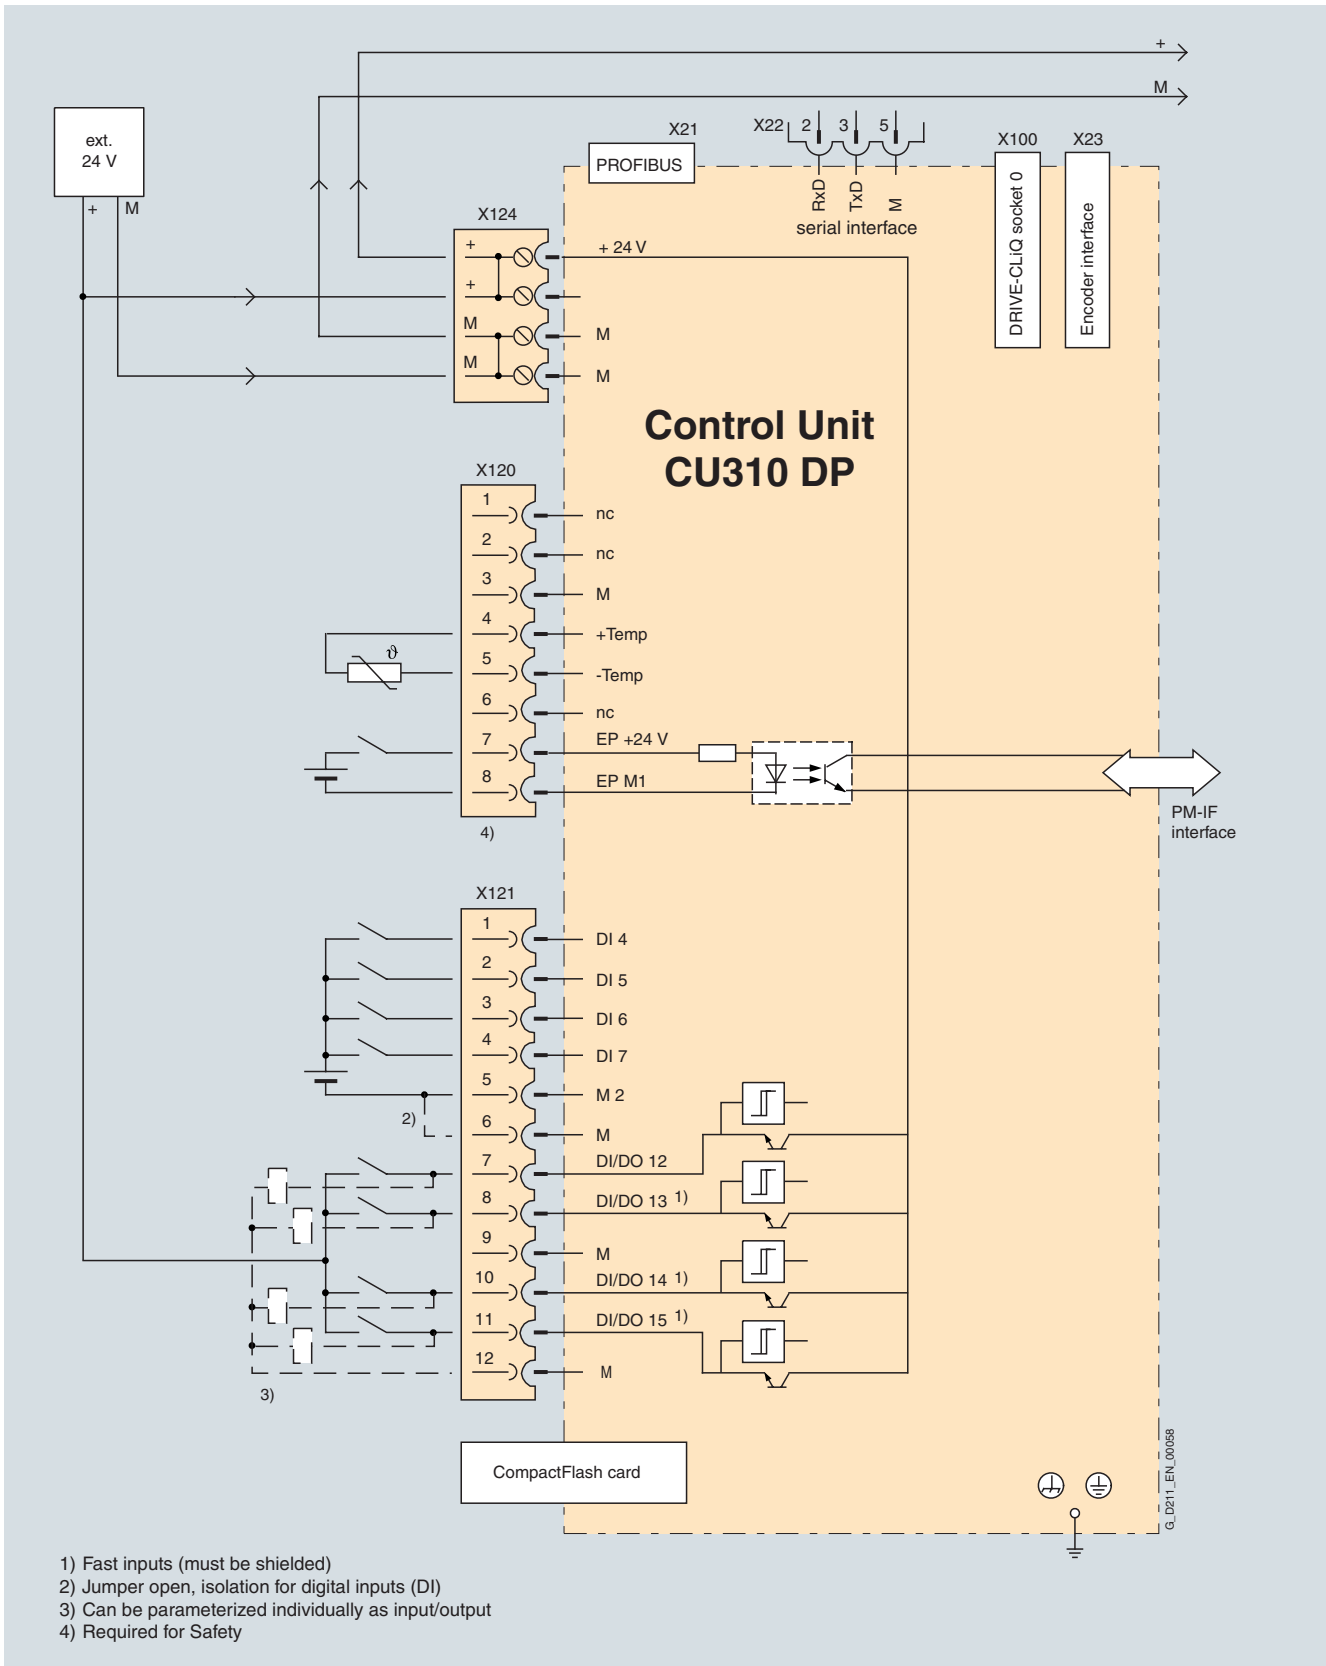 +
M
ext.
24 V
+ M
X21
PROFIBUS
X22 2 3 5
RxD
TxD
M
serial interface
X100
DRIVE-CLiQ socket 0
X23
Encoder interface
X124
+
+ 24 V
+
M
M
M
M
Control Unit
CU310 DP
X120
1
nc
2
nc
3
M
4
+Temp
ϑ
5
-Temp
6
nc
7
EP +24 V
8
EP M1
4)
PM-IF
interface
X121
1
DI 4
2
DI 5
3
DI 6
4
DI 7
5
M 2
2)
6
M
7
DI/DO 12
8
DI/DO 13 1)
9
M
10
DI/DO 14 1)
11
DI/DO 15 1)
12
M
3)
CompactFlash card
G_D211_EN_00058
1) Fast inputs (must be shielded)
2) Jumper open, isolation for digital inputs (DI)
3) Can be parameterized individually as input/output
4) Required for Safety